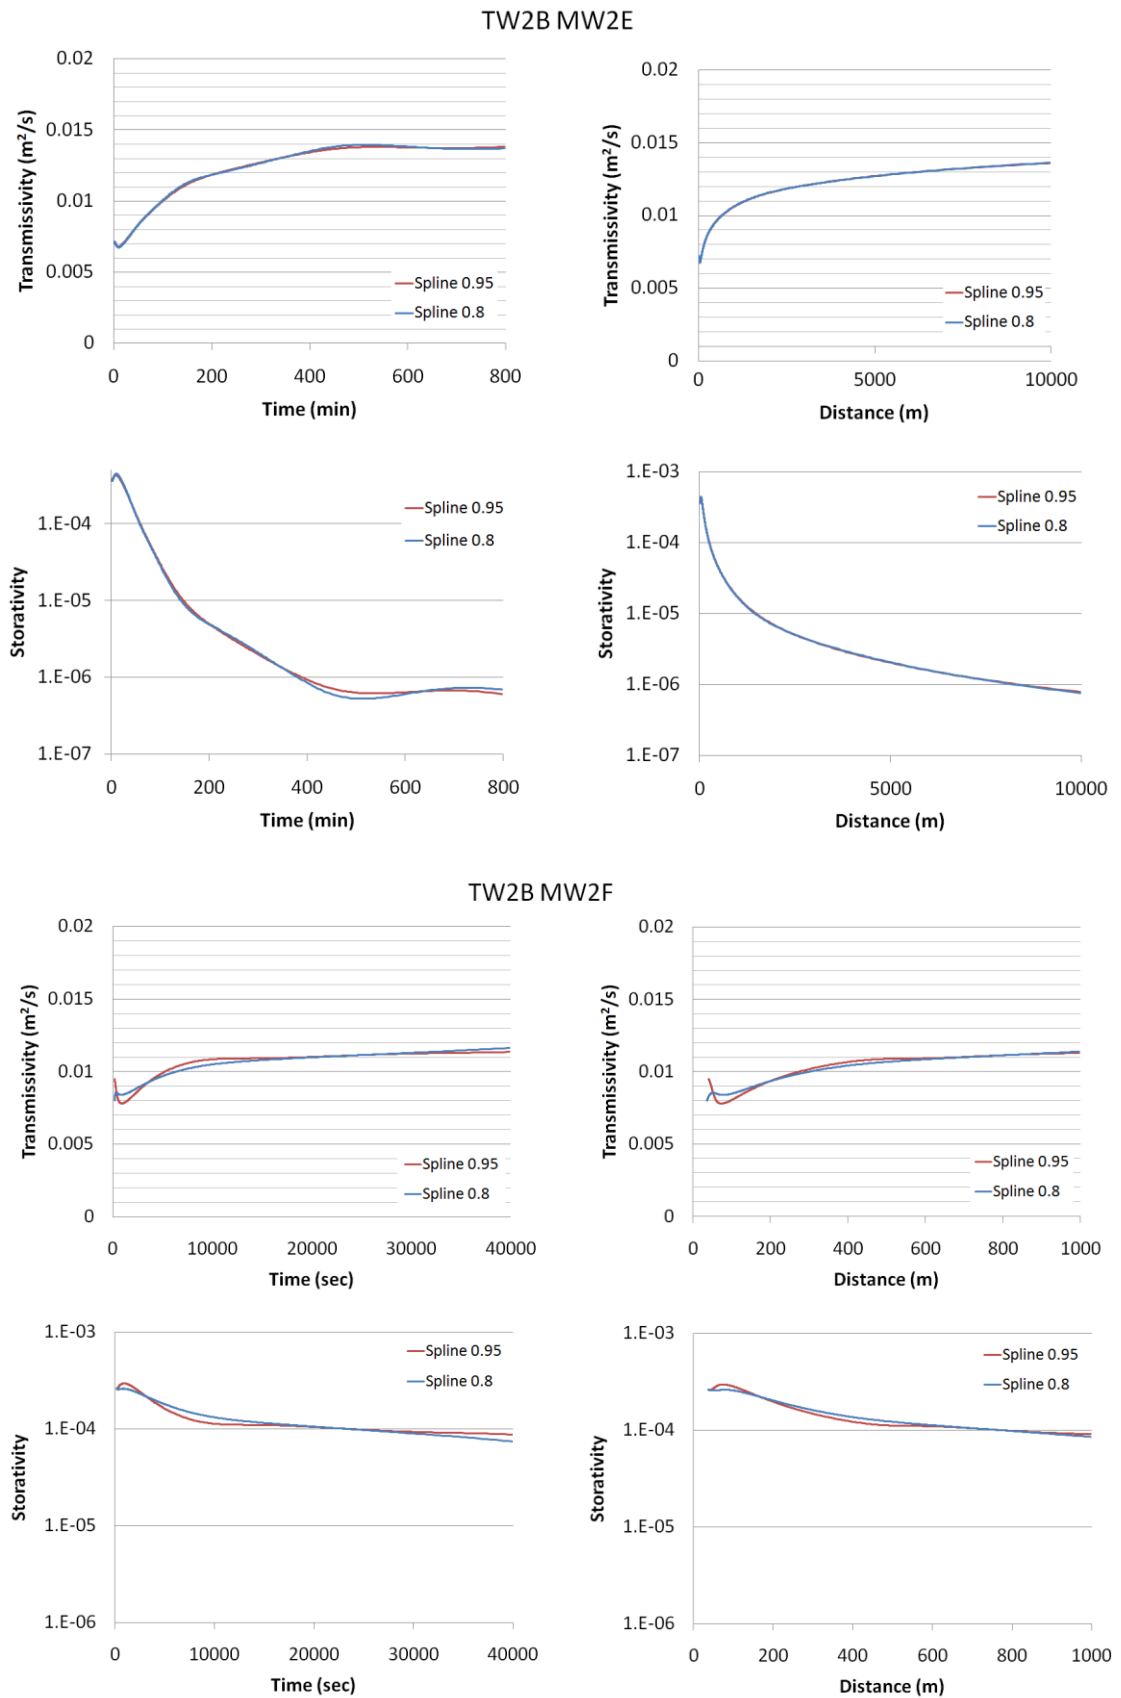 TW2B MW2E
0.02
0.015
0.01
0.005
0
Transmissivity (m²/s)
Spline 0.95
Spline 0.8
0 200 400 600 800
Time (min)
0.02
0.015
0.01
0.005
0
Transmissivity (m²/s)
Spline 0.95
Spline 0.8
0 5000 10000
Distance (m)
1.E-04
1.E-05
1.E-06
1.E-07
Storativity
Spline 0.95
Spline 0.8
0 200 400 600 800
Time (min)
1.E-03
1.E-04
1.E-05
1.E-06
1.E-07
Storativity
Spline 0.95
Spline 0.8
0 5000 10000
Distance (m)
TW2B MW2F
0.02
0.015
0.01
0.005
0
Transmissivity (m²/s)
Spline 0.95
Spline 0.8
0 10000 20000 30000 40000
Time (sec)
0.02
0.015
0.01
0.005
0
Transmissivity (m²/s)
Spline 0.95
Spline 0.8
0 200 400 600 800 1000
Distance (m)
1.E-03
1.E-04
1.E-05
1.E-06
Storativity
Spline 0.95
Spline 0.8
0 10000 20000 30000 40000
Time (sec)
1.E-03
1.E-04
1.E-05
1.E-06
Storativity
Spline 0.95
Spline 0.8
0 200 400 600 800 1000
Distance (m)